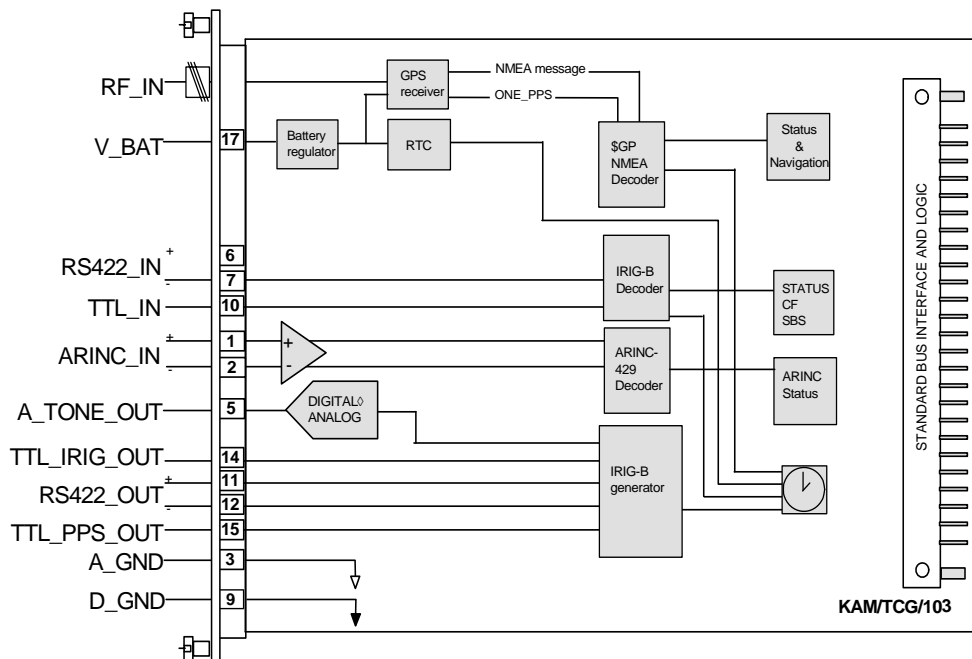 RF_IN
V_BAT
17
Battery
regulator
GPS
receiver
RTC
NMEA message
ONE_PPS
$GP
NMEA
Decoder
Status
&
Navigation
+
RS422_IN
-
6
7
TTL_IN
10
IRIG-B
Decoder
STATUS
CF
SBS
+
ARINC_IN
-
1
2
+
-
ARINC-
429
Decoder
ARINC
Status
A_TONE_OUT
5
DIGITAL◊
ANALOG
TTL_IRIG_OUT
14
+
RS422_OUT
-
11
12
TTL_PPS_OUT
15
IRIG-B
generator
A_GND
3
D_GND
9
STANDARD BUS INTERFACE AND LOGIC
KAM/TCG/103